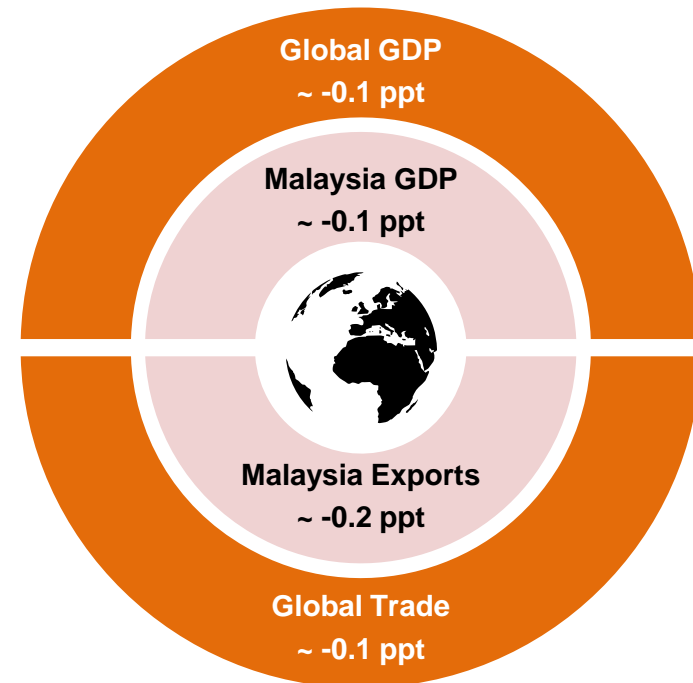 Global GDP
~ -0.1 ppt
Malaysia GDP
~ -0.1 ppt
Malaysia Exports
~ -0.2 ppt
Global Trade
~ -0.1 ppt